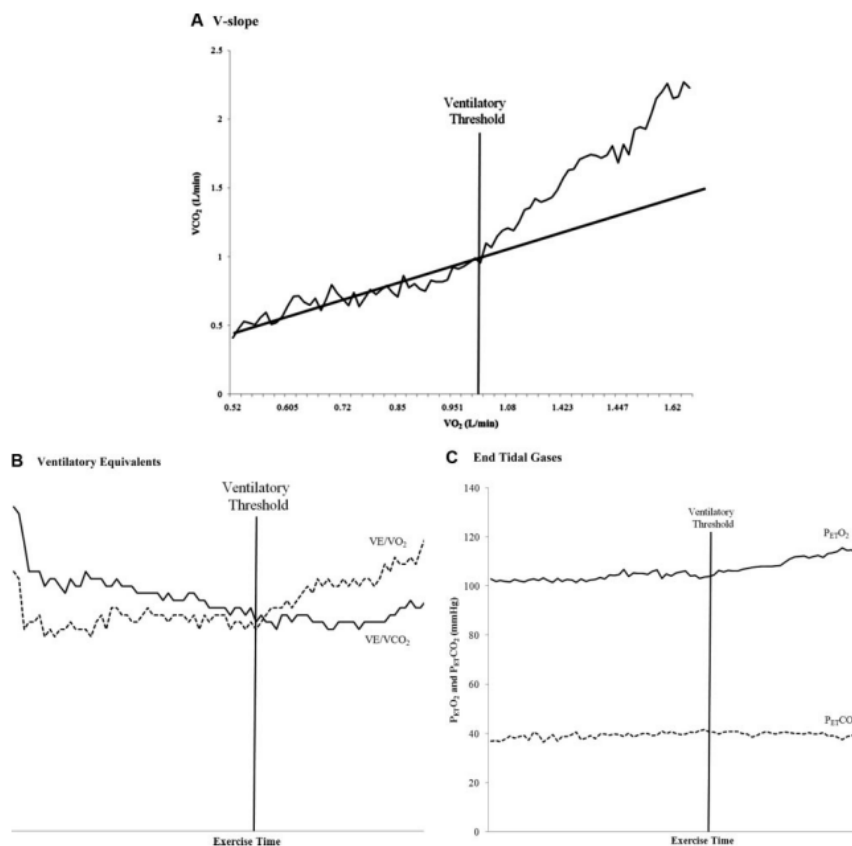 A V-slope
2.5
Ventilatory
Threshold
2
1.5
VCO₂ (L/min)
1
0.5
0
0.52 0.605 0.72 0.85 0.951 1.08 1.423 1.447 1.62
VO₂ (L/min)
B Ventilatory Equivalents
Ventilatory
Threshold
VE/VO₂
VE/VCO₂
Exercise Time
C End Tidal Gases
140
Ventilatory
Threshold
120
PETO₂
100
80
PETO₂ and PETCO₂ (mmHg)
60
PETCO
40
20
0
Exercise Time